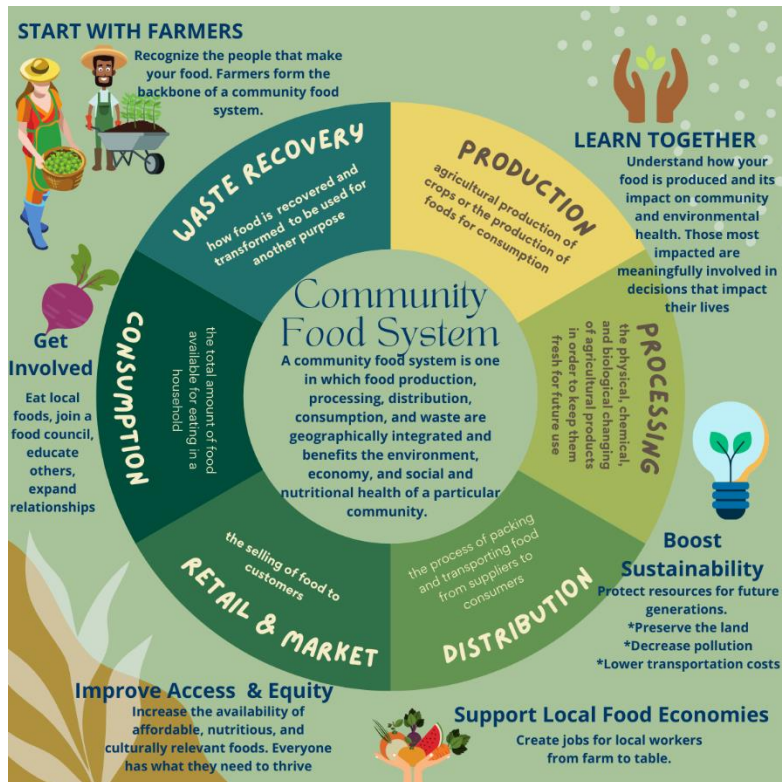 START WITH FARMERS
Recognize the people that make
your food. Farmers form the
backbone of a community food
system.
LEARN TOGETHER
Understand how your
food is produced and its
impact on community
and environmental
health. Those most
impacted are
meaningfully involved in
decisions that impact
their lives
WASTE RECOVERY
how food is recovered and
transformed to be used for
another purpose
PRODUCTION
agricultural production of
crops or the production of
foods for consumption
PROCESSING
the physical, chemical,
and biological changing
of agricultural products
in order to keep them
fresh for future use
DISTRIBUTION
the process of packing
and transporting food
from suppliers to
consumers
RETAIL & MARKET
the selling of food to
customers
CONSUMPTION
the total amount of food
available for eating in a
household
Community
Food System
A community food system is one
in which food production,
processing, distribution,
consumption, and waste are
geographically integrated and
benefits the environment,
economy, and social and
nutritional health of a particular
community.
Get
Involved
Eat local
foods, join a
food council,
educate
others,
expand
relationships
Boost
Sustainability
Protect resources for future
generations.
*Preserve the land
*Decrease pollution
*Lower transportation costs
Improve Access & Equity
Increase the availability of
affordable, nutritious, and
culturally relevant foods. Everyone
has what they need to thrive
Support Local Food Economies
Create jobs for local workers
from farm to table.